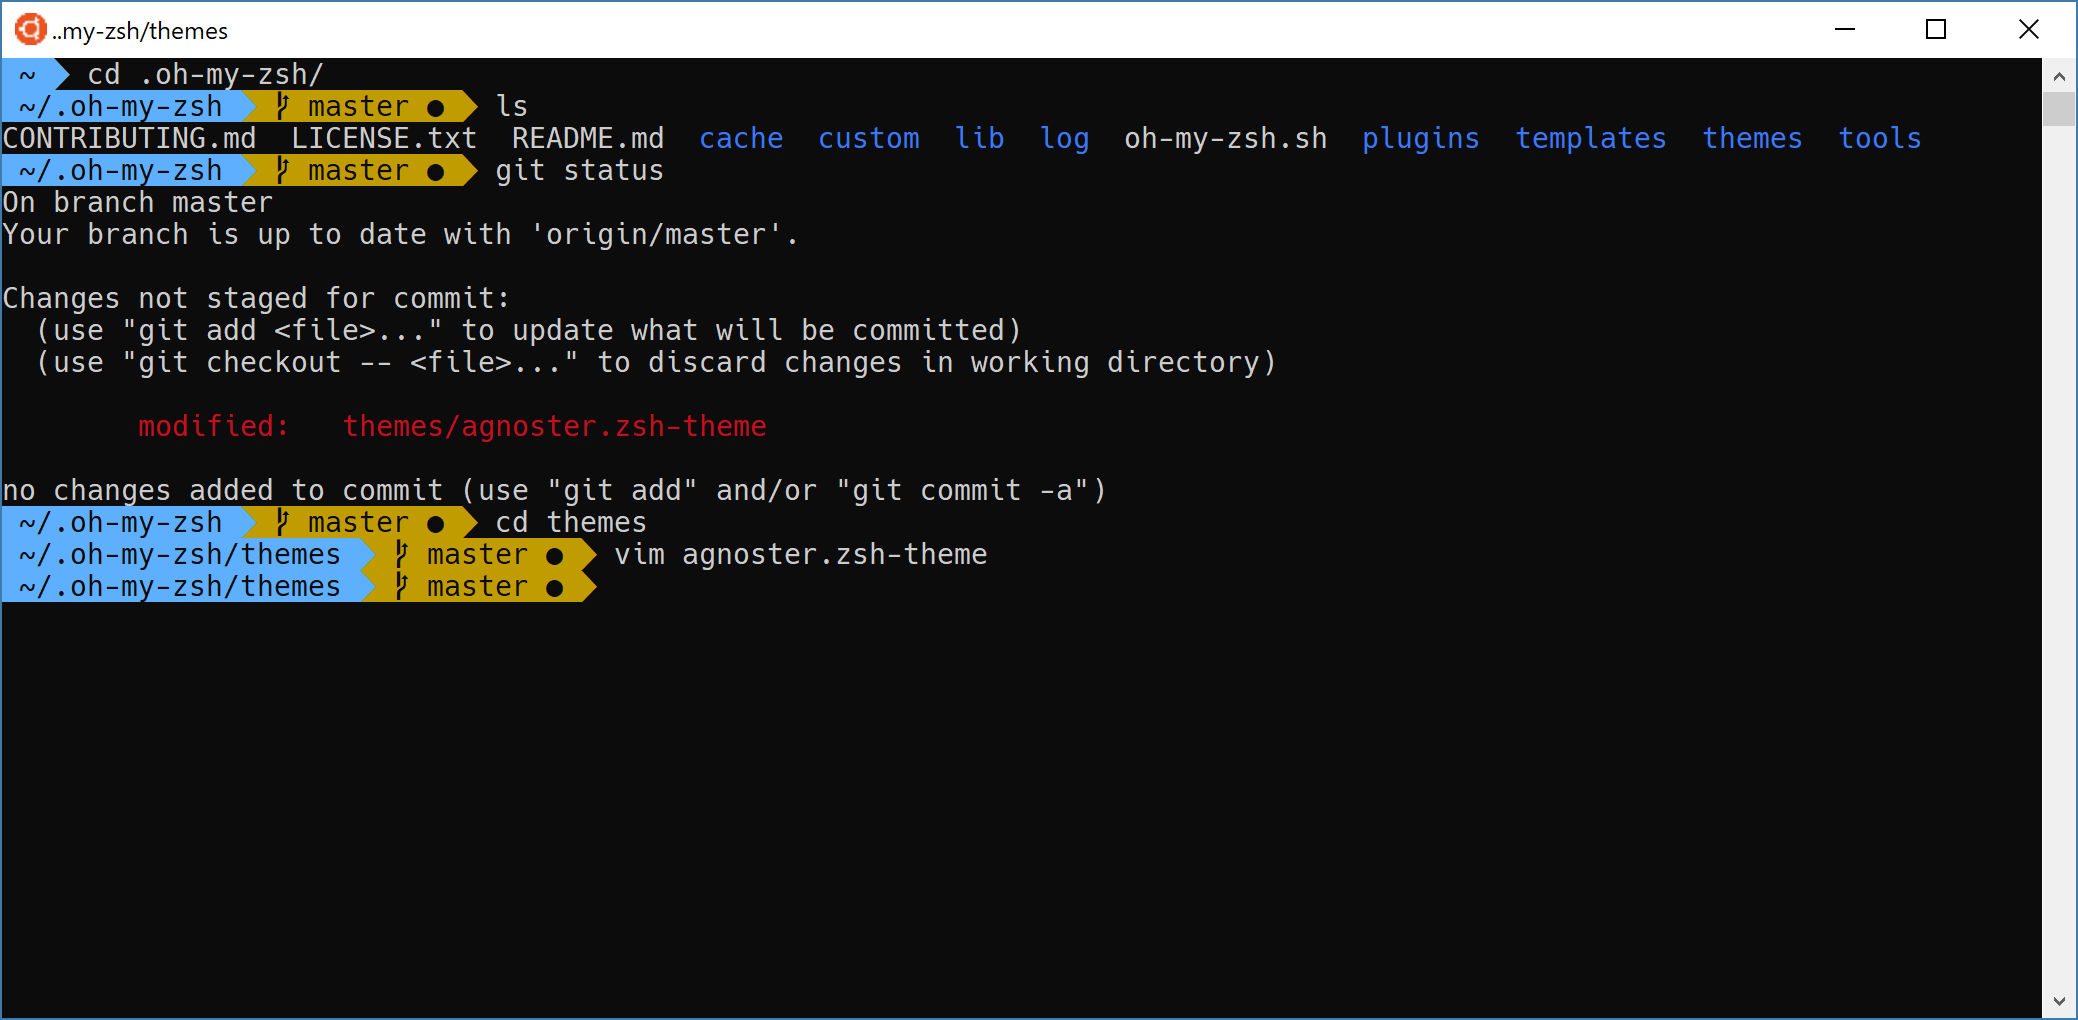 ..my-zsh/themes
~ cd .oh-my-zsh/
~/.oh-my-zsh  master ● ls
CONTRIBUTING.md  LICENSE.txt  README.md  cache  custom  lib  log  oh-my-zsh.sh  plugins  templates  themes  tools
~/.oh-my-zsh  master ● git status
On branch master
Your branch is up to date with 'origin/master'.
Changes not staged for commit:
  (use "git add <file>..." to update what will be committed)
  (use "git checkout -- <file>..." to discard changes in working directory)
        modified:   themes/agnoster.zsh-theme
no changes added to commit (use "git add" and/or "git commit -a")
~/.oh-my-zsh  master ● cd themes
~/.oh-my-zsh/themes  master ● vim agnoster.zsh-theme
~/.oh-my-zsh/themes  master ●